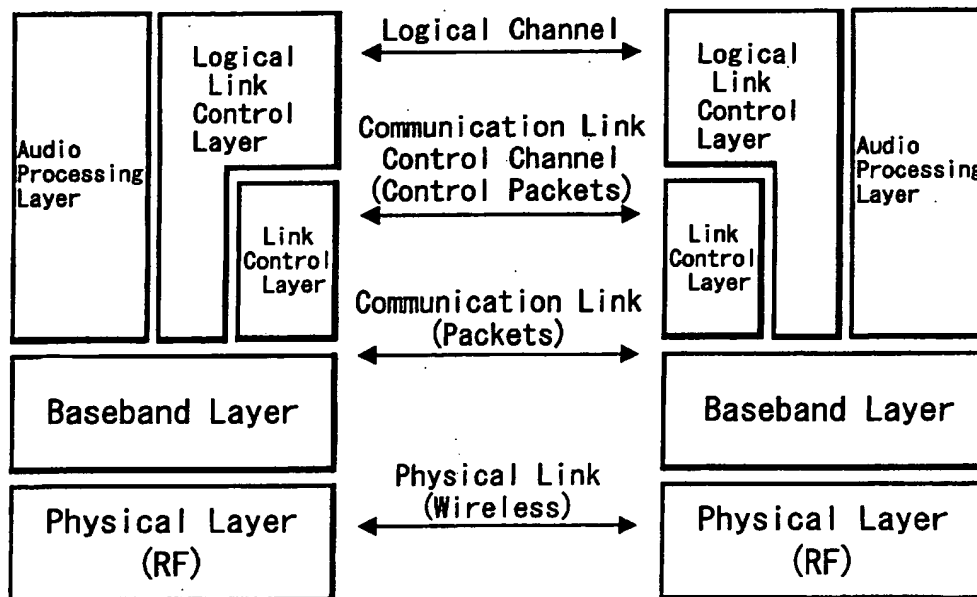 Audio
Processing
Layer
Logical
Link
Control
Layer
Link
Control
Layer
Baseband Layer
Physical Layer
(RF)
Logical Channel
Communication Link
Control Channel
(Control Packets)
Communication Link
(Packets)
Physical Link
(Wireless)
Logical
Link
Control
Layer
Link
Control
Layer
Audio
Processing
Layer
Baseband Layer
Physical Layer
(RF)